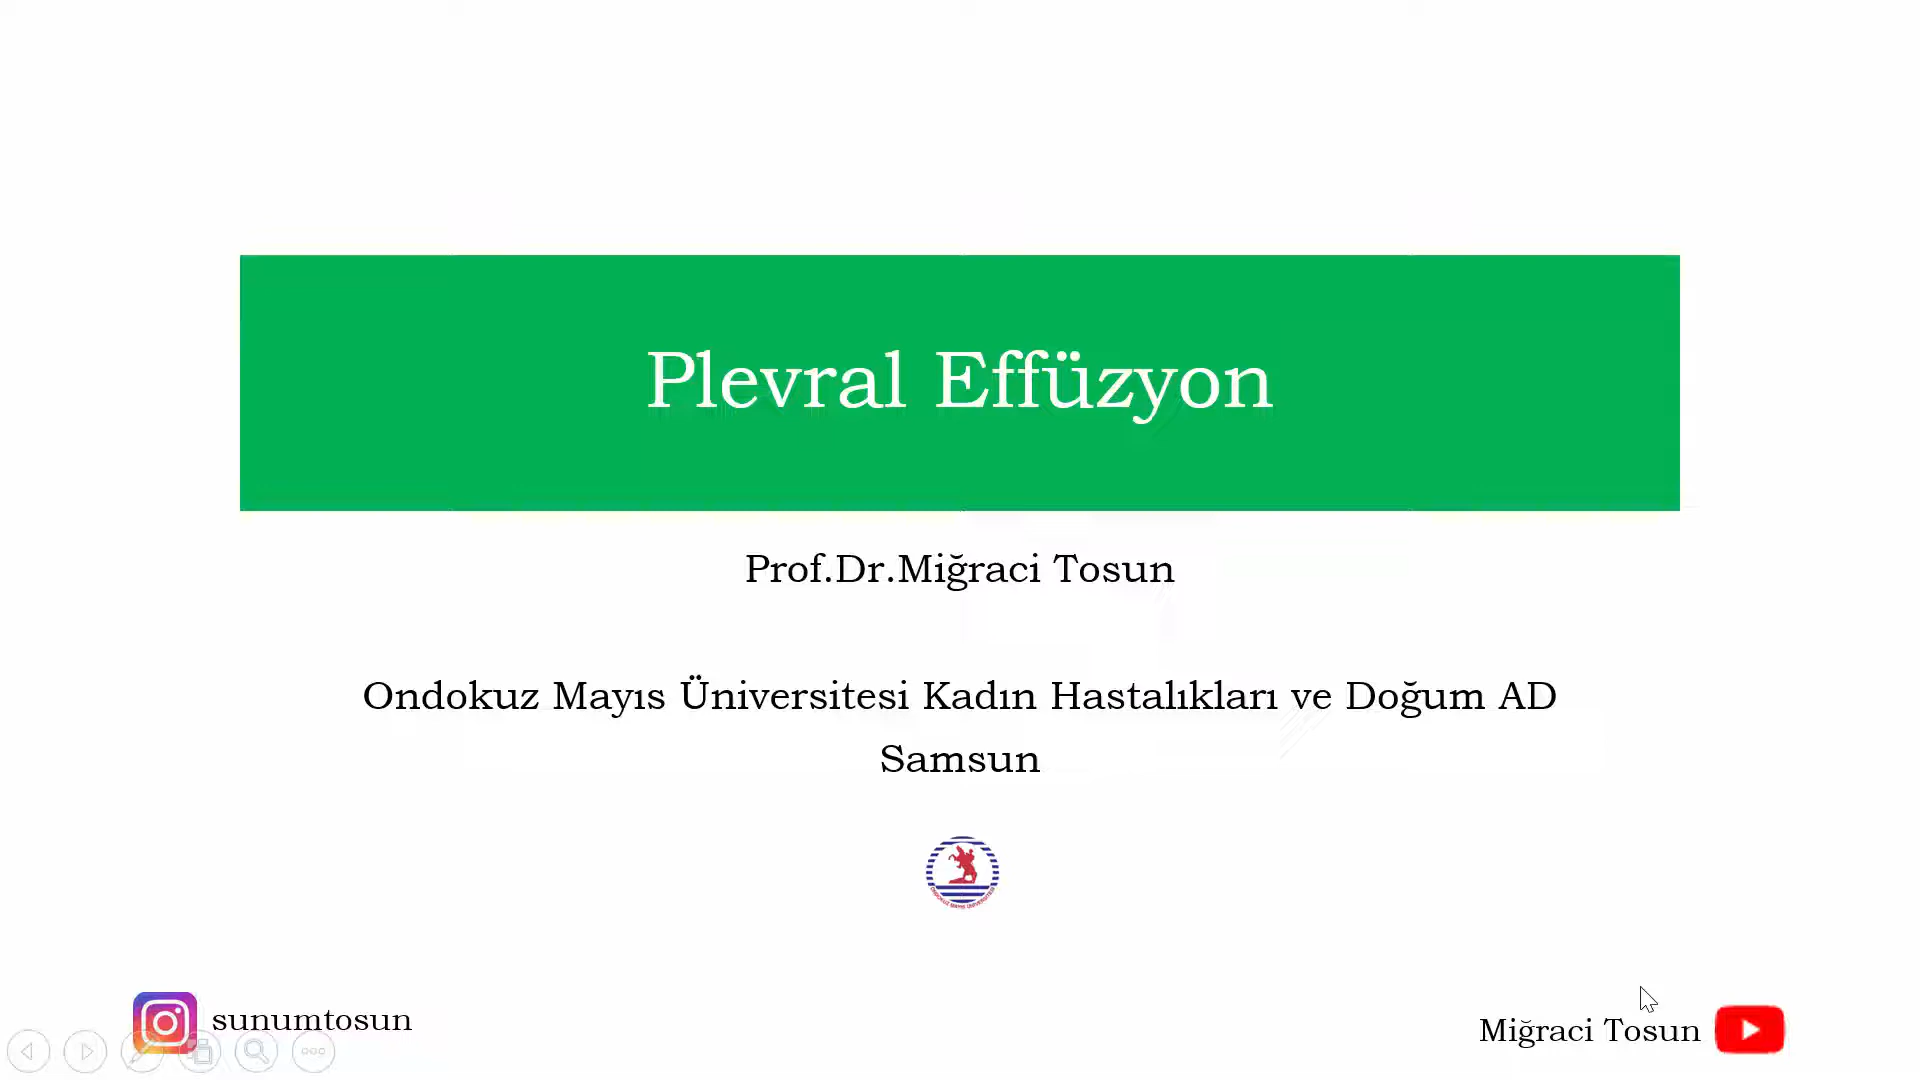 Plevral Effüzyon
Prof.Dr.Miğraci Tosun
Ondokuz Mayıs Üniversitesi Kadın Hastalıkları ve Doğum AD
Samsun
sunumtosun
Miğraci Tosun